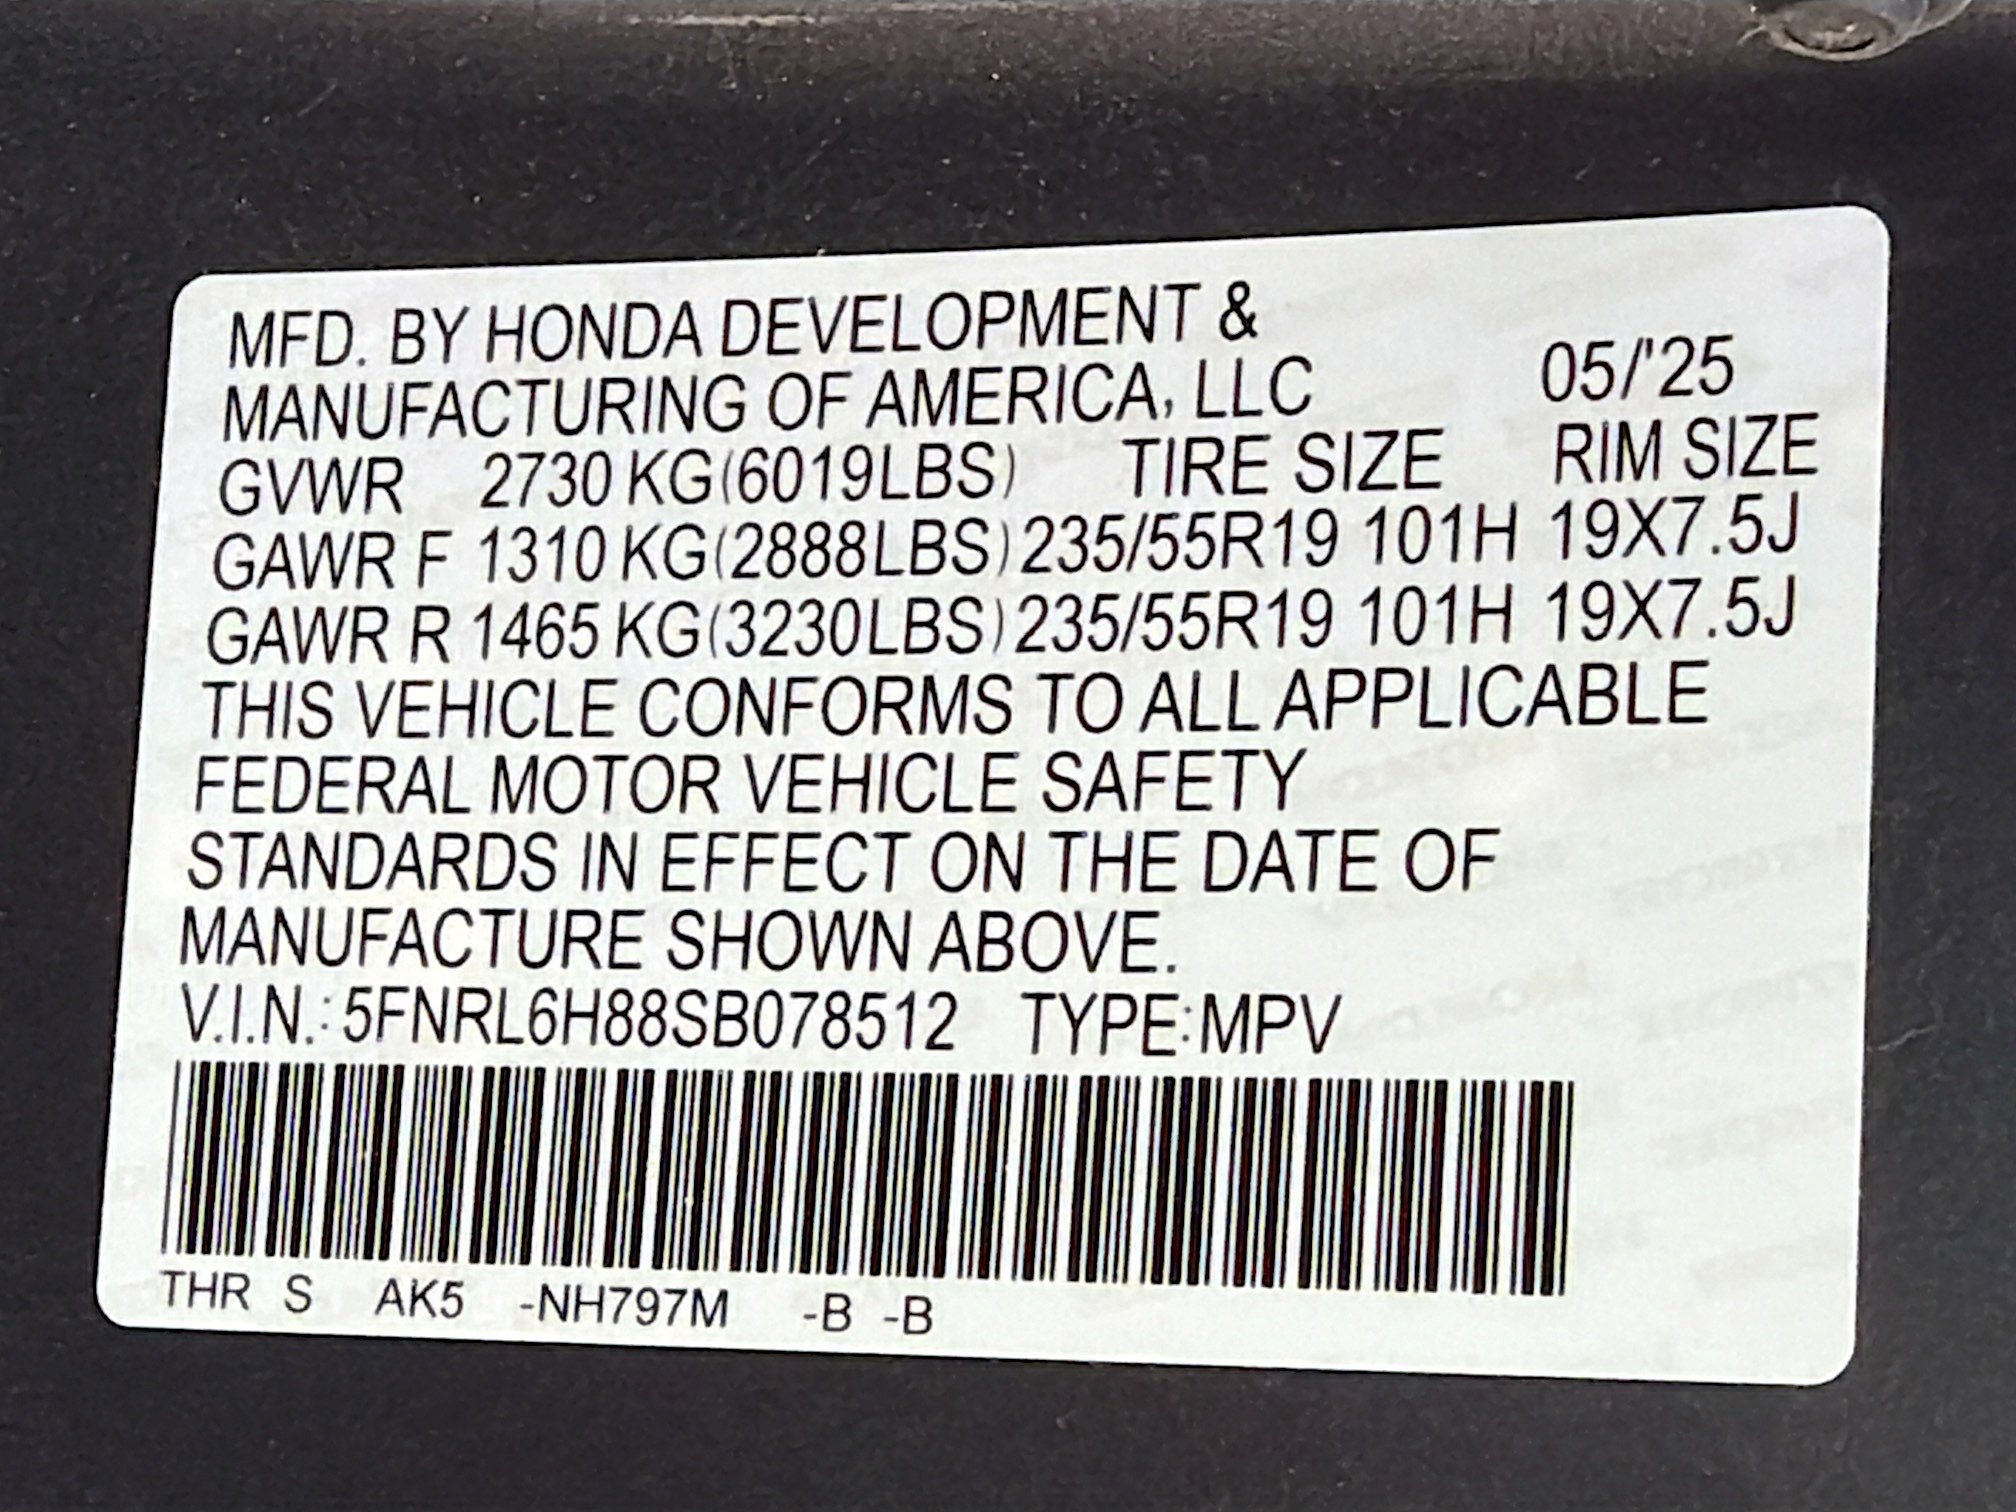 MFD. BY HONDA DEVELOPMENT &
MANUFACTURING OF AMERICA, LLC 05/'25
GVWR 2730 KG(6019LBS) TIRE SIZE RIM SIZE
GAWR F 1310 KG(2888LBS) 235/55R19 101H 19X7.5J
GAWR R 1465 KG(3230LBS) 235/55R19 101H 19X7.5J
THIS VEHICLE CONFORMS TO ALL APPLICABLE
FEDERAL MOTOR VEHICLE SAFETY
STANDARDS IN EFFECT ON THE DATE OF
MANUFACTURE SHOWN ABOVE.
V.I.N.: 5FNRL6H88SB078512 TYPE:MPV
THR S AK5 -NH797M -B -B